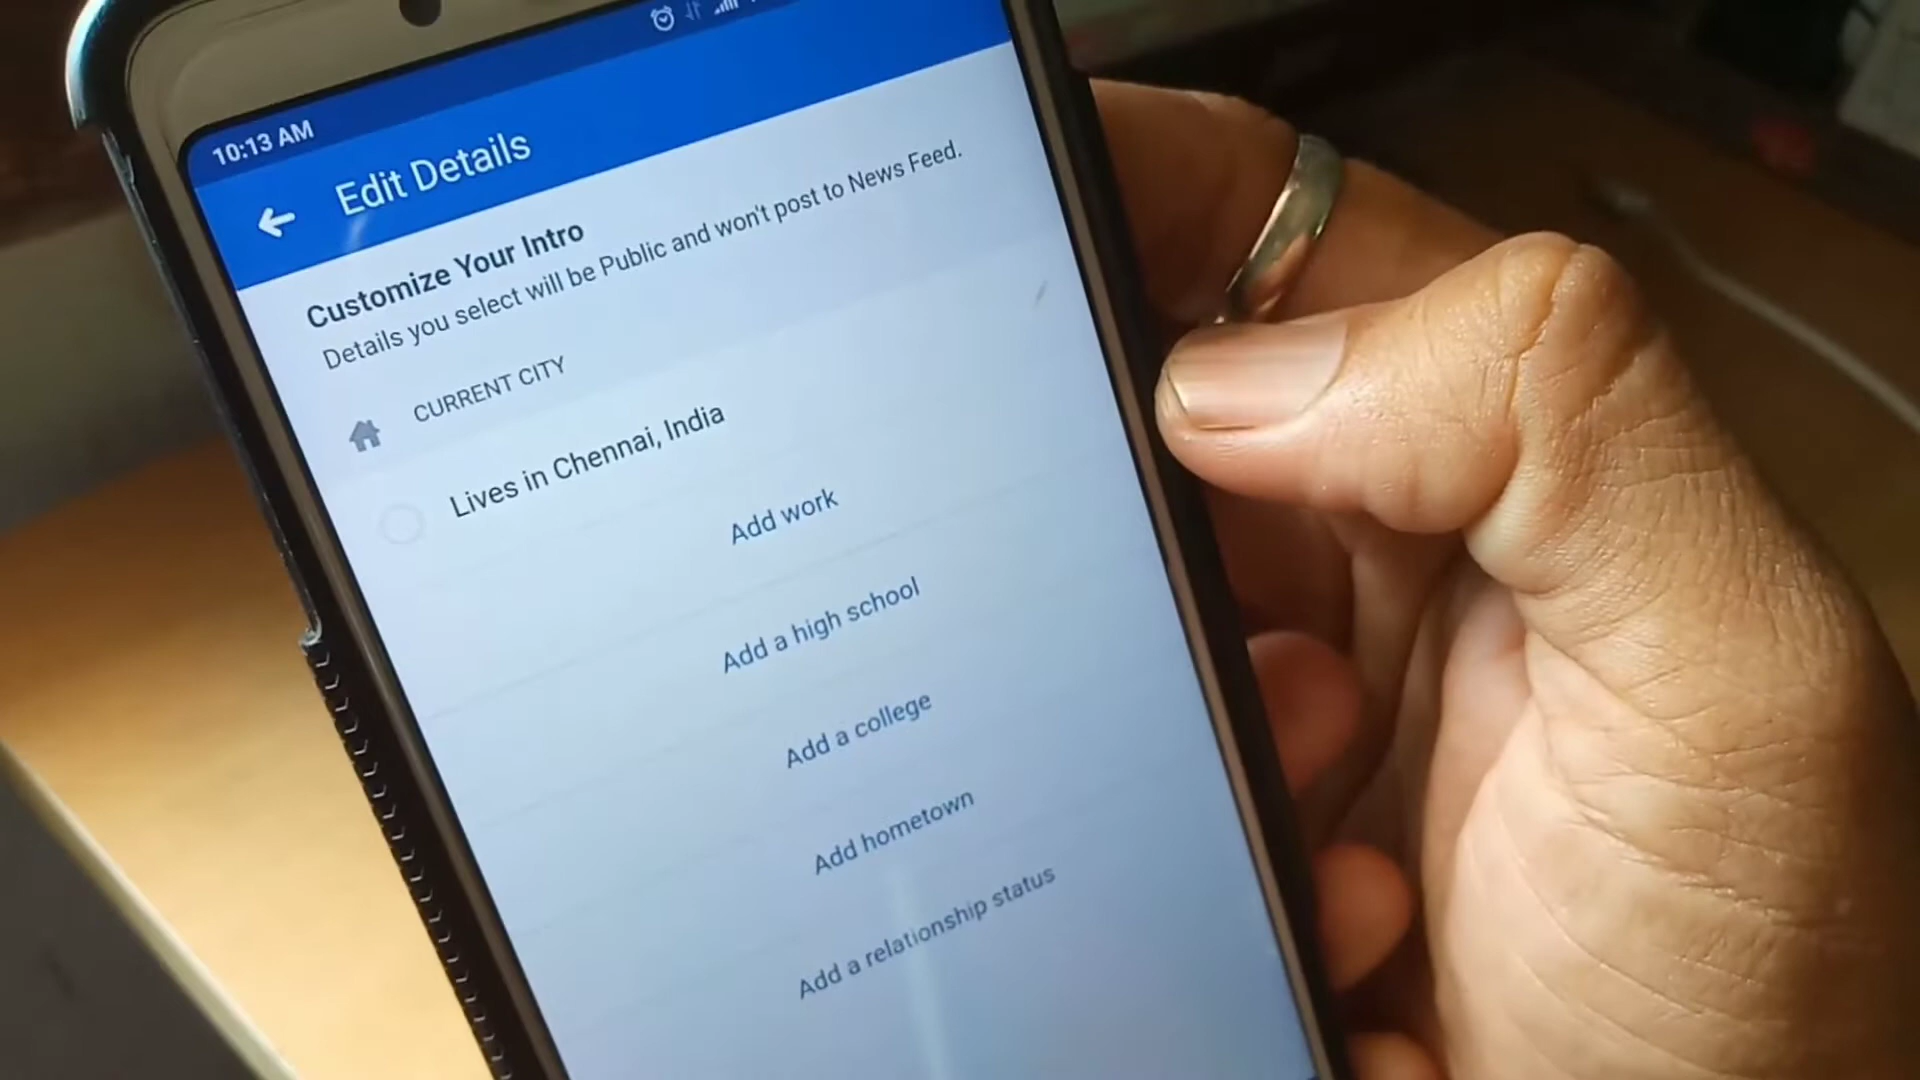 10:13 AM
Edit Details
Customize Your Intro
Details you select will be Public and won't post to News Feed.
CURRENT CITY
Lives in Chennai, India
Add work
Add a high school
Add a college
Add hometown
Add a relationship status